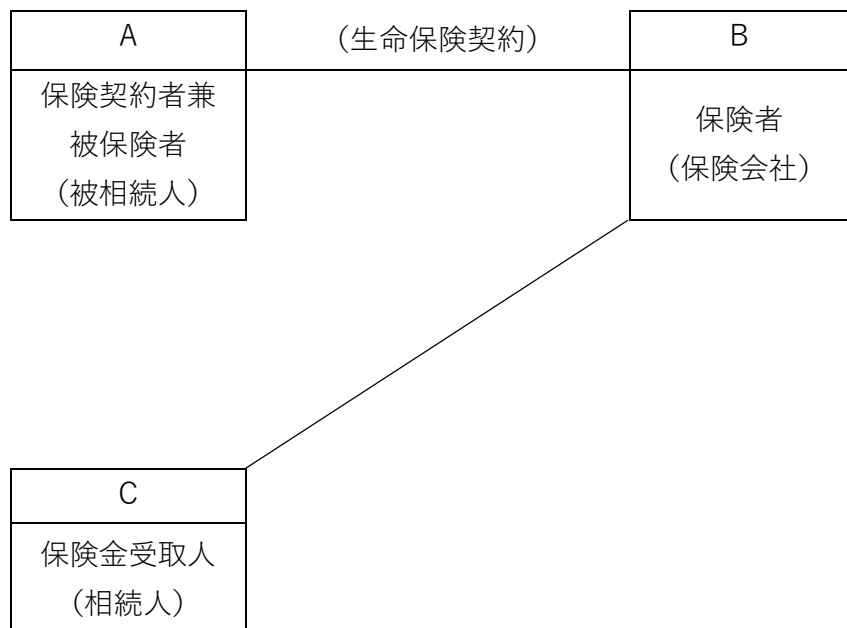 A
(生命保険契約)
B
保険契約者兼
被保険者
(被相続人)
保険者
(保険会社)
C
保険金受取人
(相続人)